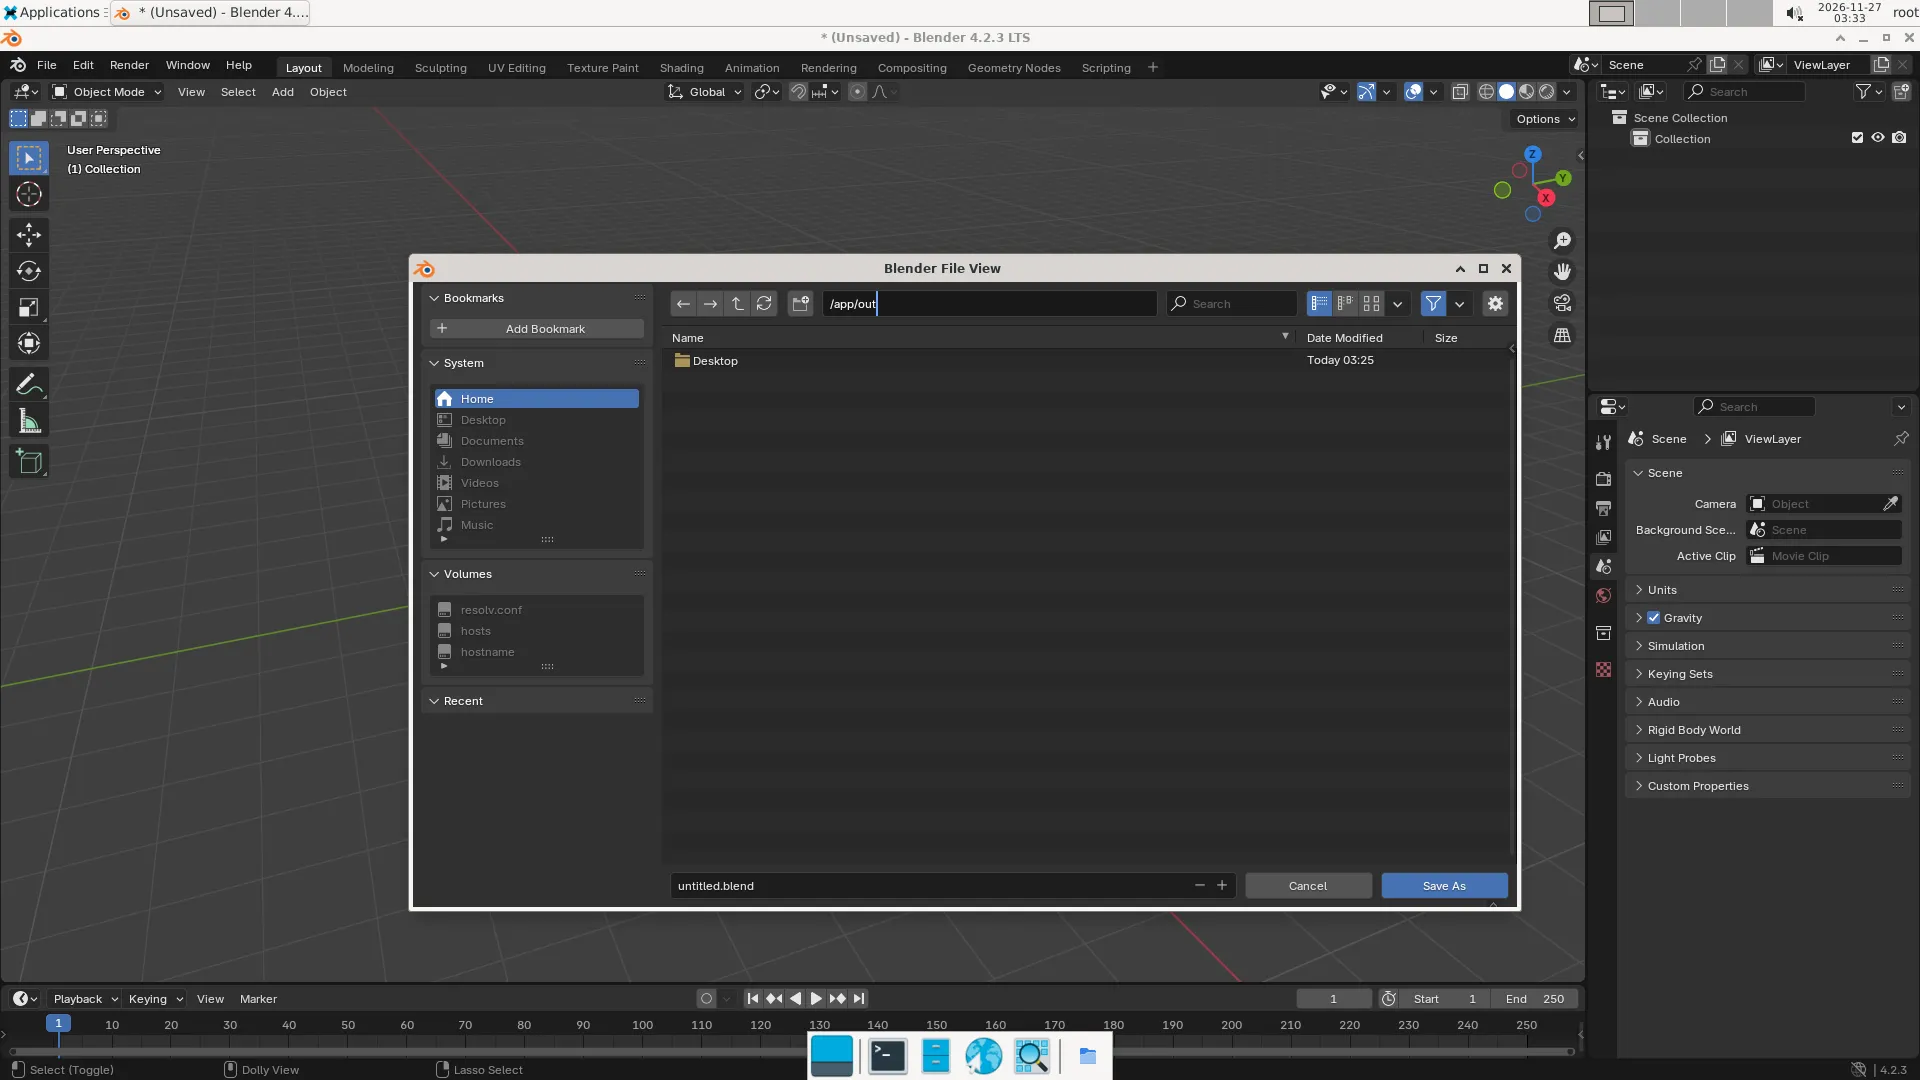 Applications
* (Unsaved) - Blender 4....
2026-11-27
03:33
root
* (Unsaved) - Blender 4.2.3 LTS
File
Edit
Render
Window
Help
Layout
Modeling
Sculpting
UV Editing
Texture Paint
Shading
Animation
Rendering
Compositing
Geometry Nodes
Scripting
Scene
ViewLayer
Object Mode
View
Select
Add
Object
Global
Search
Options
User Perspective
(1) Collection
Z
Y
X
Scene Collection
Collection
Blender File View
Bookmarks
Add Bookmark
System
Home
Desktop
Documents
Downloads
Videos
Pictures
Music
Volumes
resolv.conf
hosts
hostname
Recent
/app/out
Search
Name
Date Modified
Size
Desktop
Today 03:25
untitled.blend
Cancel
Save As
Search
Scene
ViewLayer
Scene
Camera
Object
Background Sce...
Scene
Active Clip
Movie Clip
Units
Gravity
Simulation
Keying Sets
Audio
Rigid Body World
Light Probes
Custom Properties
Playback
Keying
View
Marker
1
Start
1
End
250
1
10
20
30
40
50
60
70
80
90
100
110
120
130
140
150
160
170
180
190
200
210
220
230
240
250
Select (Toggle)
Dolly View
Lasso Select
4.2.3